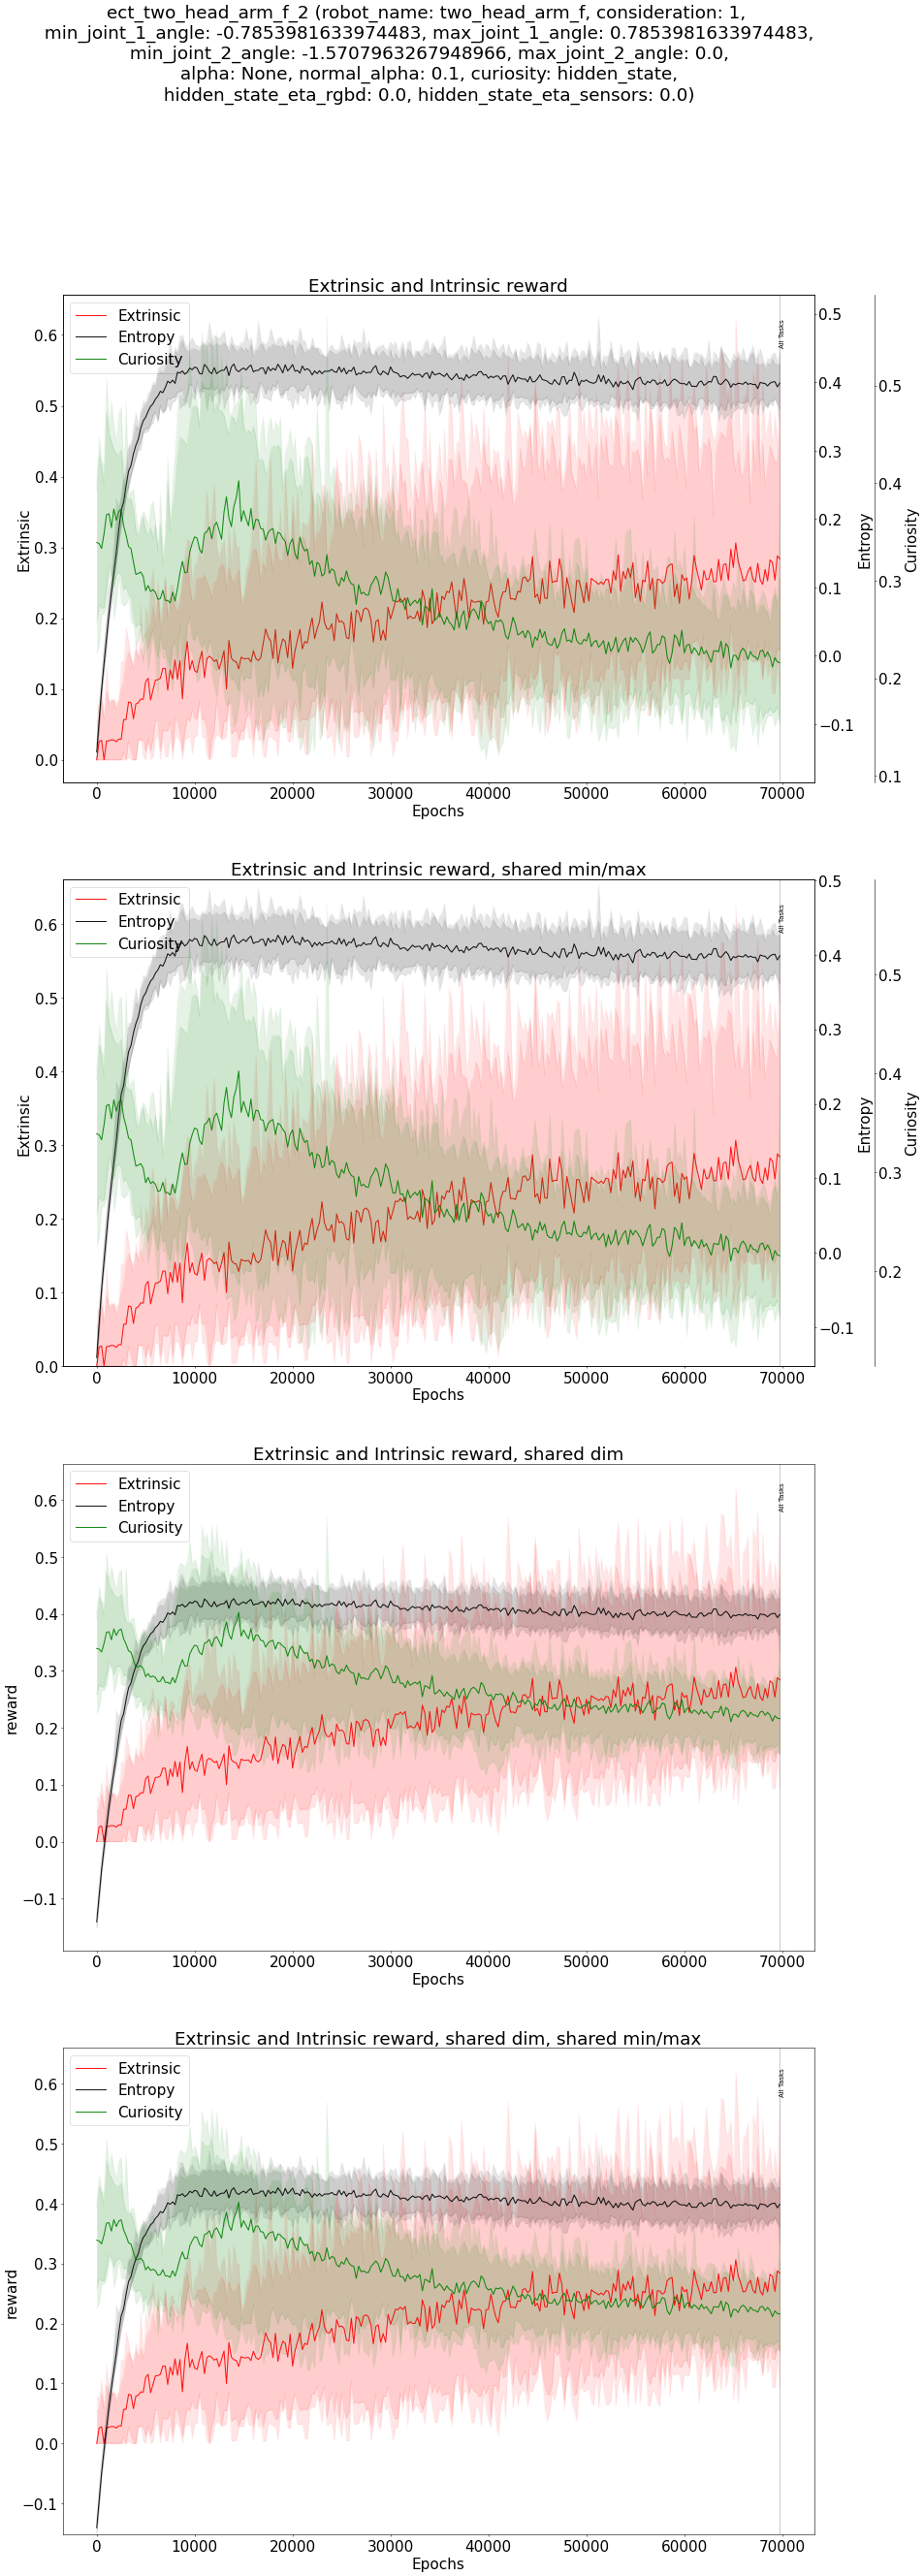 ect_two_head_arm_f_2 (robot_name: two_head_arm_f, consideration: 1,
min_joint_1_angle: -0.7853981633974483, max_joint_1_angle: 0.7853981633974483,
min_joint_2_angle: -1.5707963267948966, max_joint_2_angle: 0.0,
alpha: None, normal_alpha: 0.1, curiosity: hidden_state,
hidden_state_eta_rgbd: 0.0, hidden_state_eta_sensors: 0.0)
Extrinsic and Intrinsic reward
Extrinsic
Entropy
Curiosity
All Tasks
0.6
0.5
0.4
0.3
0.2
0.1
0.0
Extrinsic
0.5
0.4
0.3
0.2
0.1
0.0
−0.1
Entropy
0.5
0.4
0.3
0.2
0.1
Curiosity
0 10000 20000 30000 40000 50000 60000 70000
Epochs
Extrinsic and Intrinsic reward, shared min/max
Extrinsic
Entropy
Curiosity
All Tasks
0.6
0.5
0.4
0.3
0.2
0.1
0.0
Extrinsic
0.5
0.4
0.3
0.2
0.1
0.0
−0.1
Entropy
0.5
0.4
0.3
0.2
Curiosity
0 10000 20000 30000 40000 50000 60000 70000
Epochs
Extrinsic and Intrinsic reward, shared dim
Extrinsic
Entropy
Curiosity
All Tasks
0.6
0.5
0.4
0.3
0.2
0.1
0.0
−0.1
reward
0 10000 20000 30000 40000 50000 60000 70000
Epochs
Extrinsic and Intrinsic reward, shared dim, shared min/max
Extrinsic
Entropy
Curiosity
All Tasks
0.6
0.5
0.4
0.3
0.2
0.1
0.0
−0.1
reward
0 10000 20000 30000 40000 50000 60000 70000
Epochs